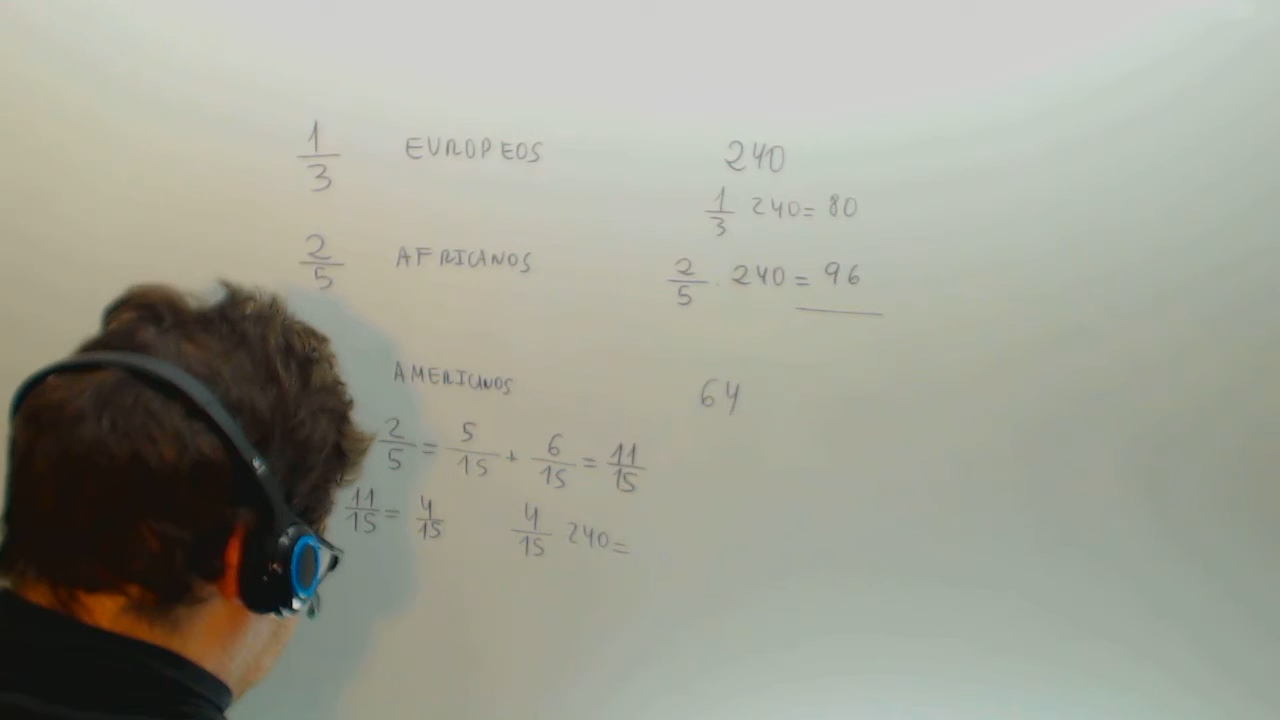 1/3 EUROPEOS 240
1/3 240= 80
2/5 AFRICANOS 2/5 · 240 = 96
AMERICANOS 64
2/5 = 5/15 + 6/15 = 11/15
11/15 = 4/15 4/15 240=